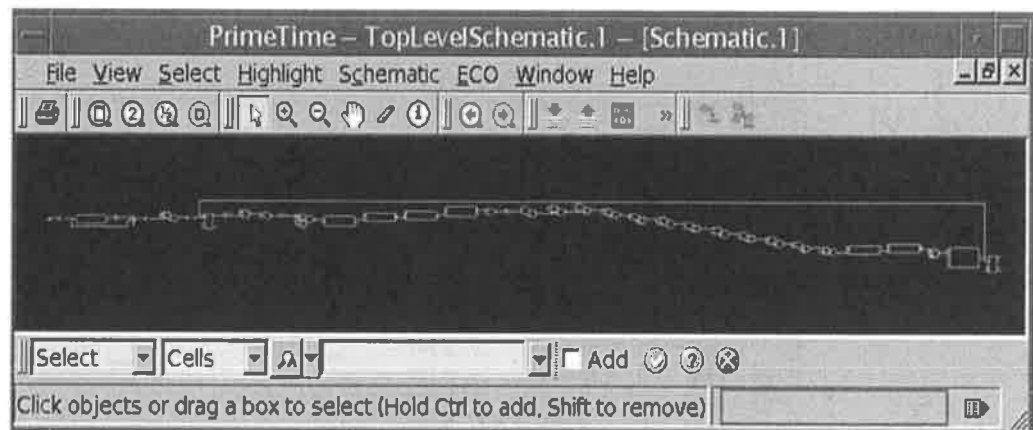 PrimeTime – TopLevelSchematic.1 – [Schematic.1]
File View Select Highlight Schematic ECO Window Help
Select Cells Add
Click objects or drag a box to select (Hold Ctrl to add, Shift to remove)